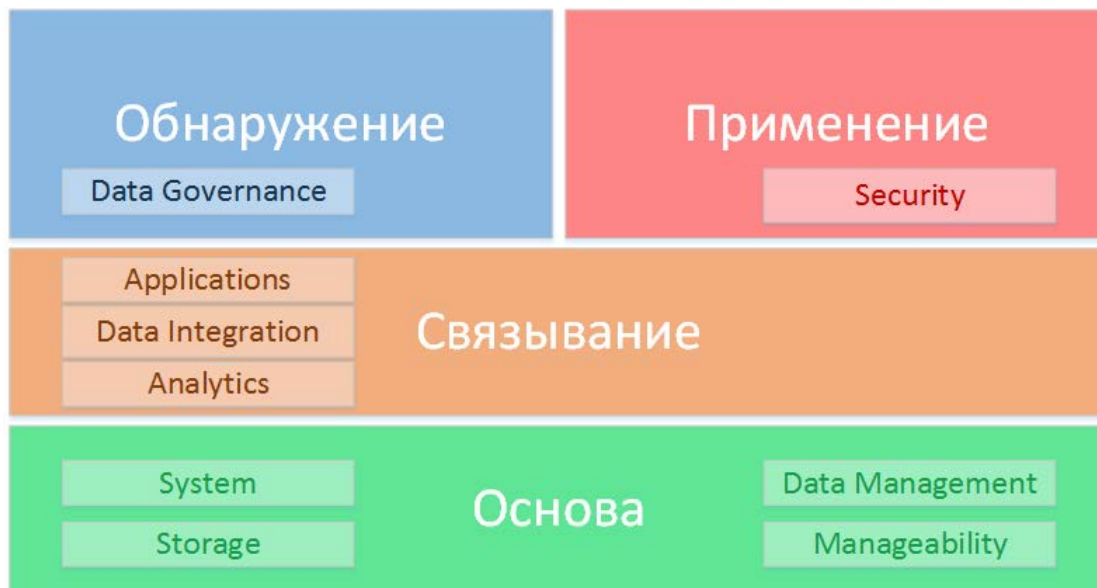 Обнаружение
Data Governance
Применение
Security
Applications
Data Integration
Analytics
Связывание
System
Storage
Основа
Data Management
Manageability